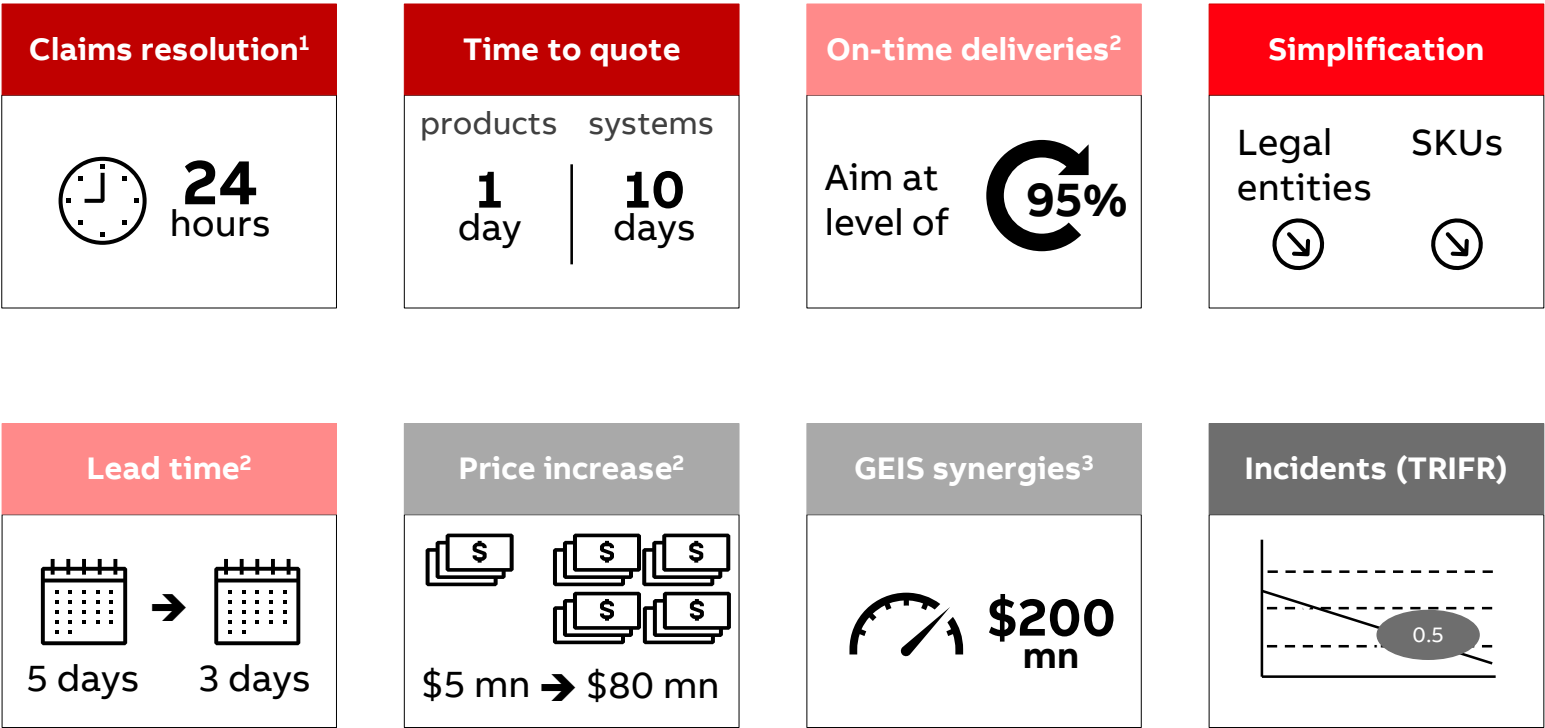 Claims resolution¹
24
hours
Time to quote
products systems
1
day
10
days
On-time deliveries²
Aim at
level of
95%
Simplification
Legal
entities
SKUs
Lead time²
5 days
3 days
Price increase²
$
$ $
$ $
$5 mn ➔ $80 mn
GEIS synergies³
$200
mn
Incidents (TRIFR)
0.5